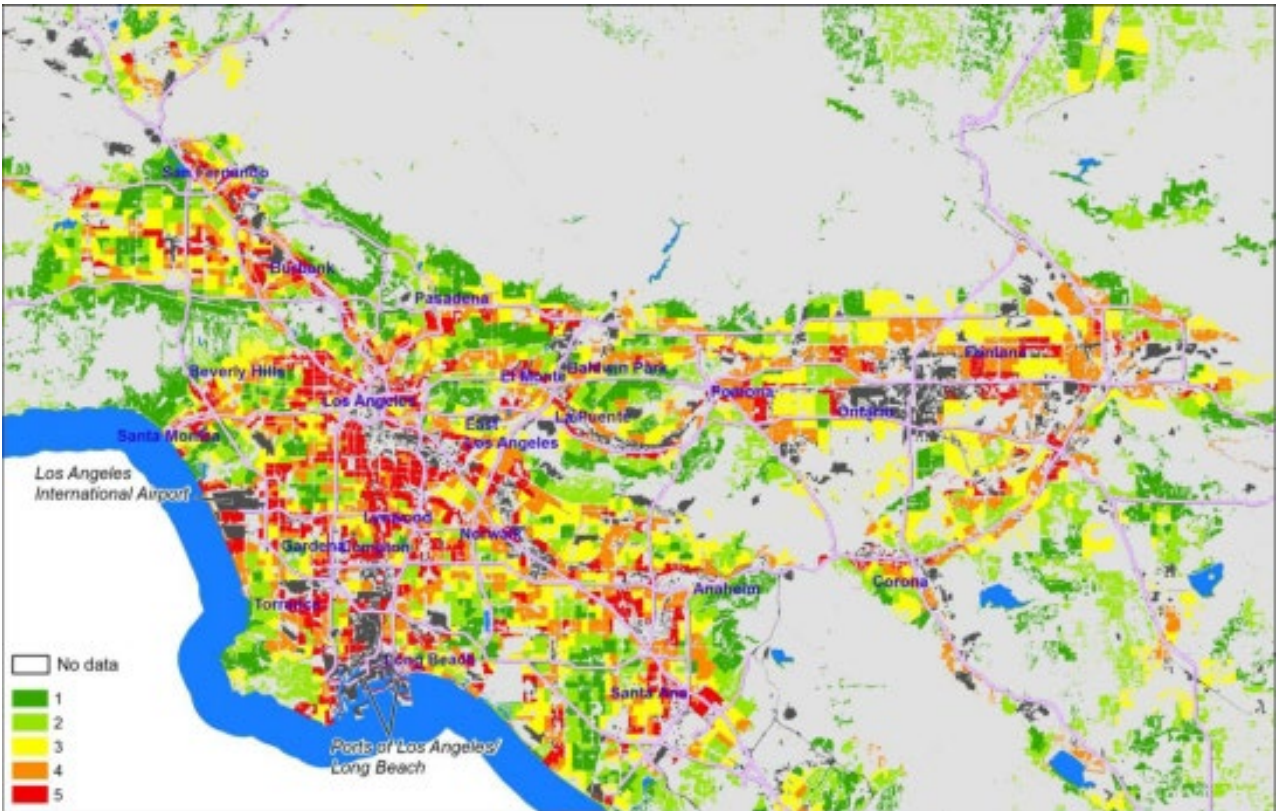 San Fernando
Burbank
Pasadena
Beverly Hills
El Monte
Baldwin Park
Fontana
Los Angeles
Pomona
Ontario
La Puente
East
Los Angeles
Santa Monica
Los Angeles
International Airport
Lynwood
Gardena
Compton
Norwalk
Torrance
Anaheim
Corona
Long Beach
Santa Ana
Ports of Los Angeles/
Long Beach
No data
1
2
3
4
5